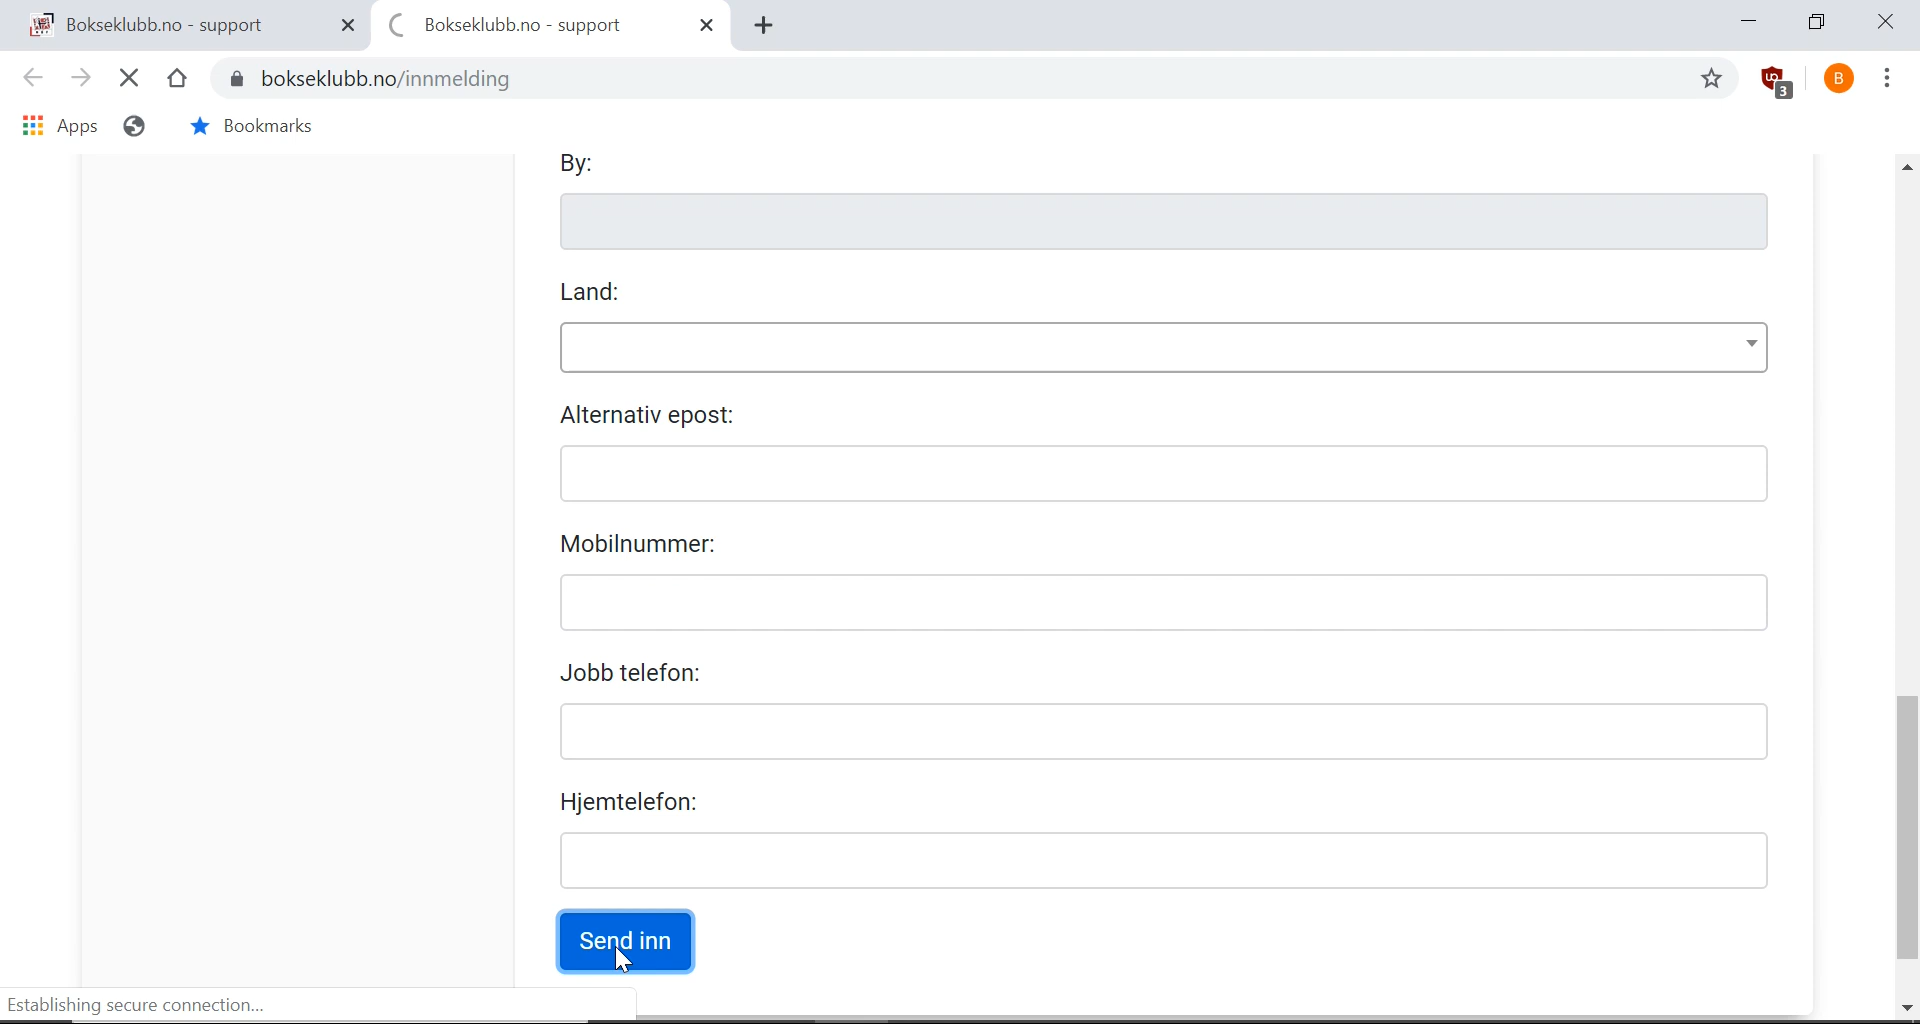 Bokseklubb.no - support
Bokseklubb.no - support
bokseklubb.no/innmelding
3
B
Apps
Bookmarks
By:
Land:
Alternativ epost:
Mobilnummer:
Jobb telefon:
Hjemtelefon:
Send inn
Establishing secure connection...